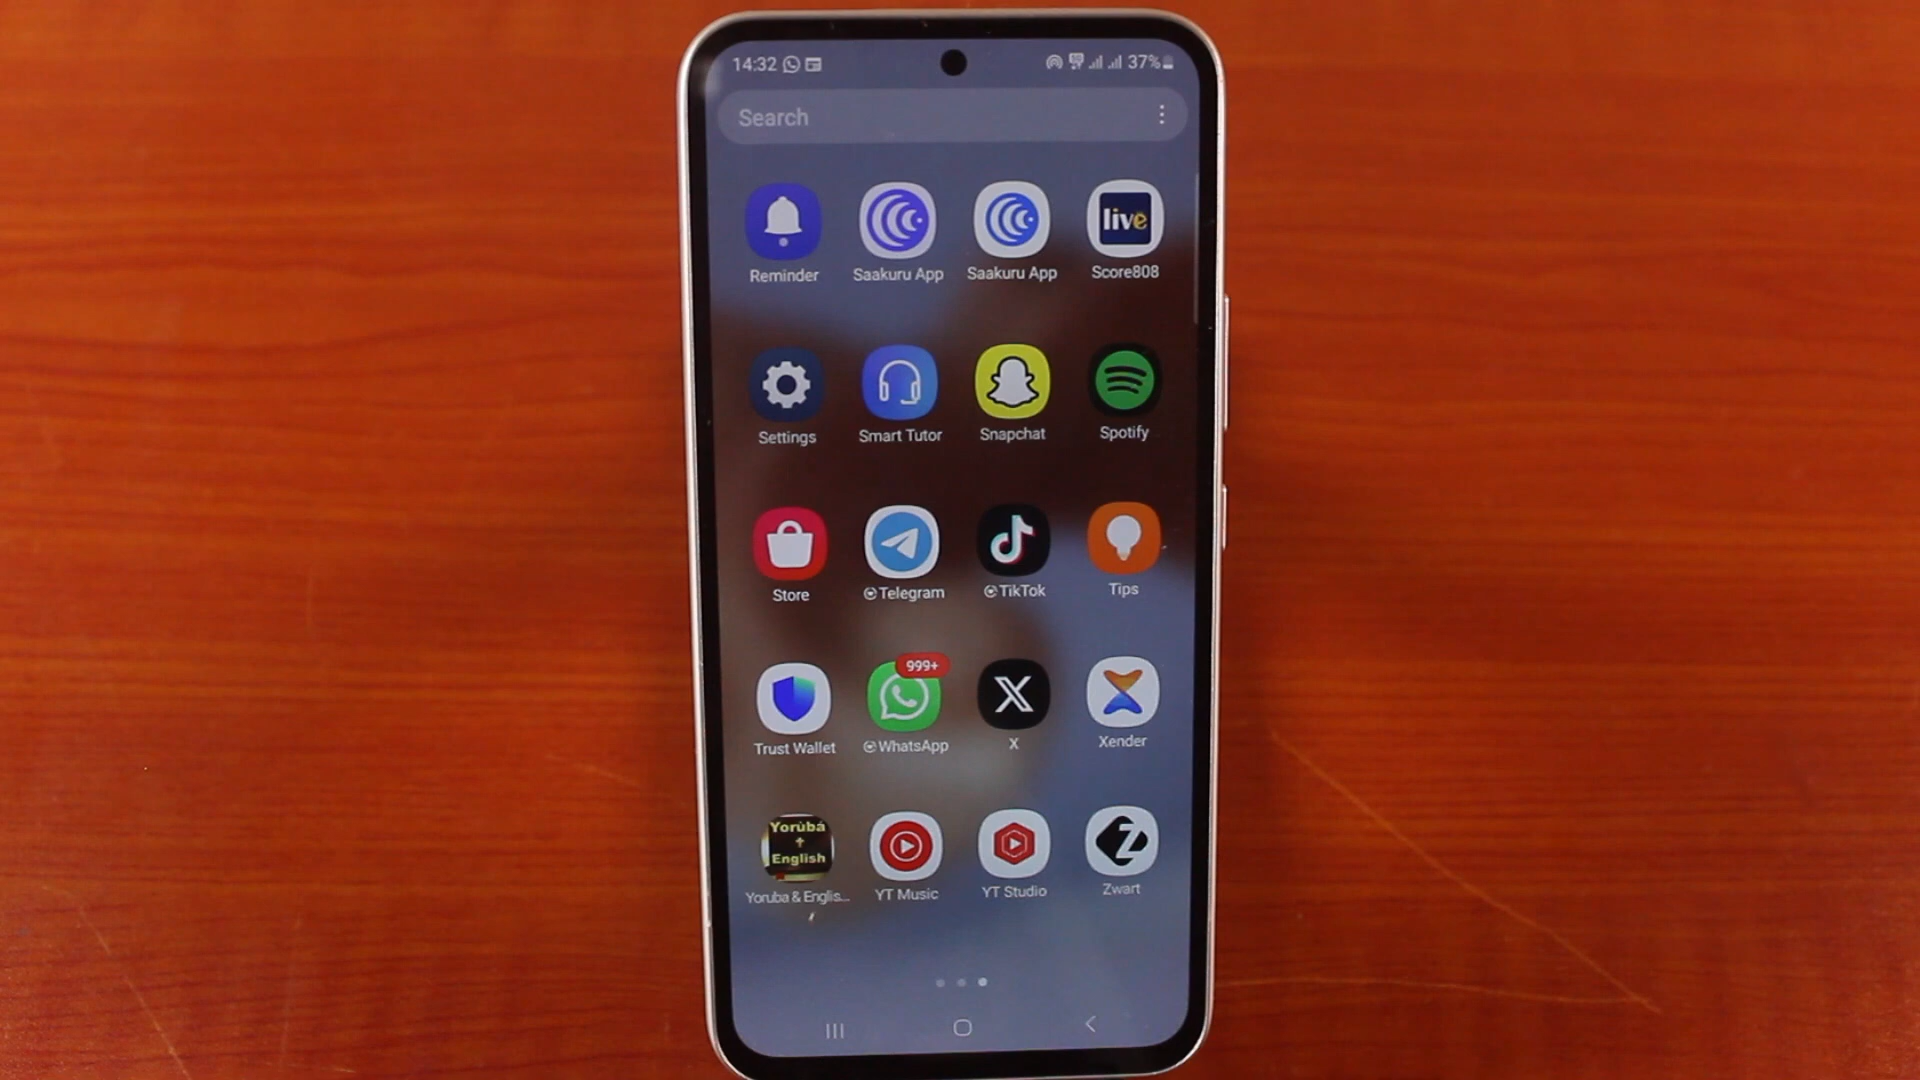 14:32 37%
Search
live
Reminder Saakuru App Saakuru App Score808
Settings Smart Tutor Snapchat Spotify
Store Telegram TikTok Tips
999+
Trust Wallet WhatsApp X Xender
Yorùbá
English
Yoruba & Englis... YT Music YT Studio Zwart